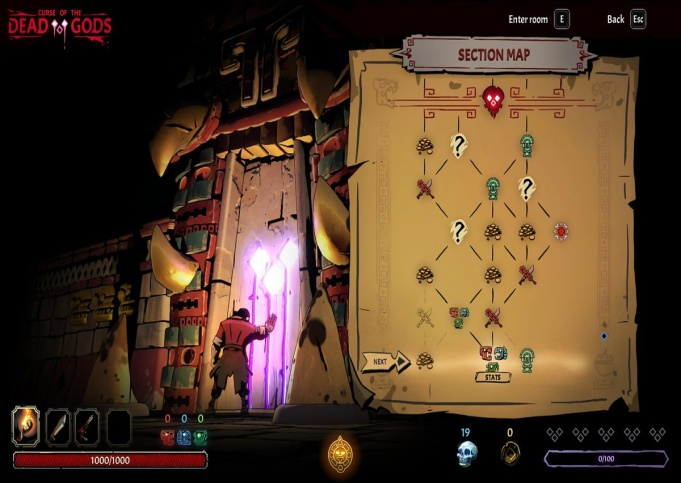 CURSE OF THE
DEAD GODS
Enter room E Back Esc
SECTION MAP
?
?
?
NEXT
STATS
0 0 0
1000/1000
19 0
0/100